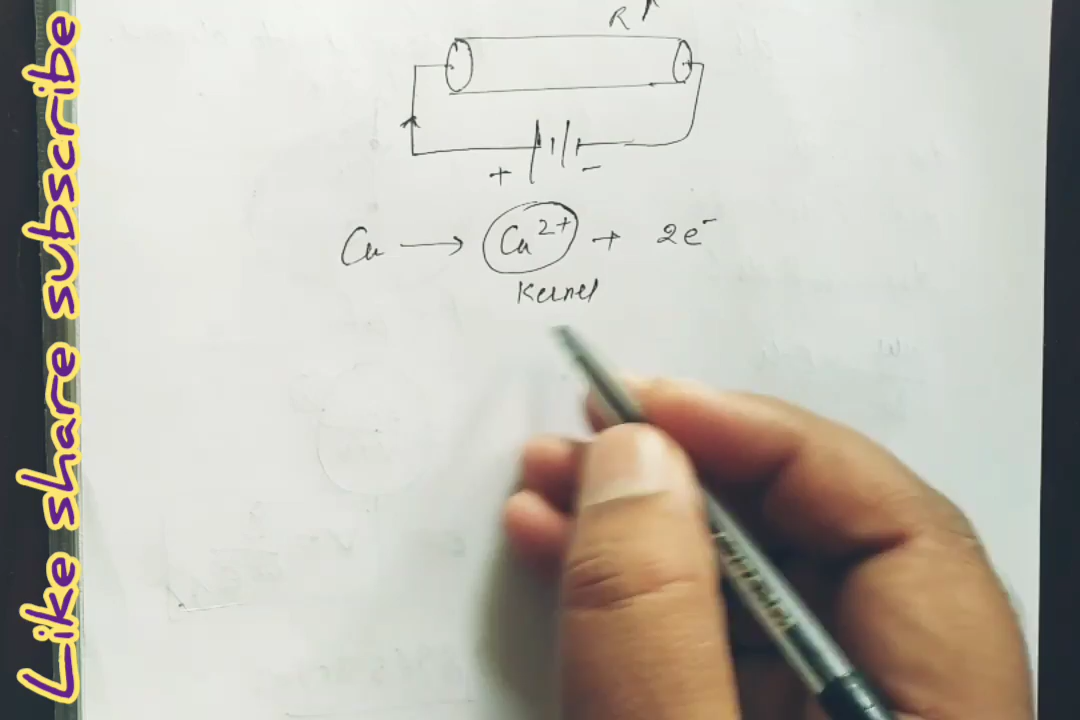 R↑
+ −
Cu → Cu²⁺ + 2e⁻
Kernel
Like share subscribe